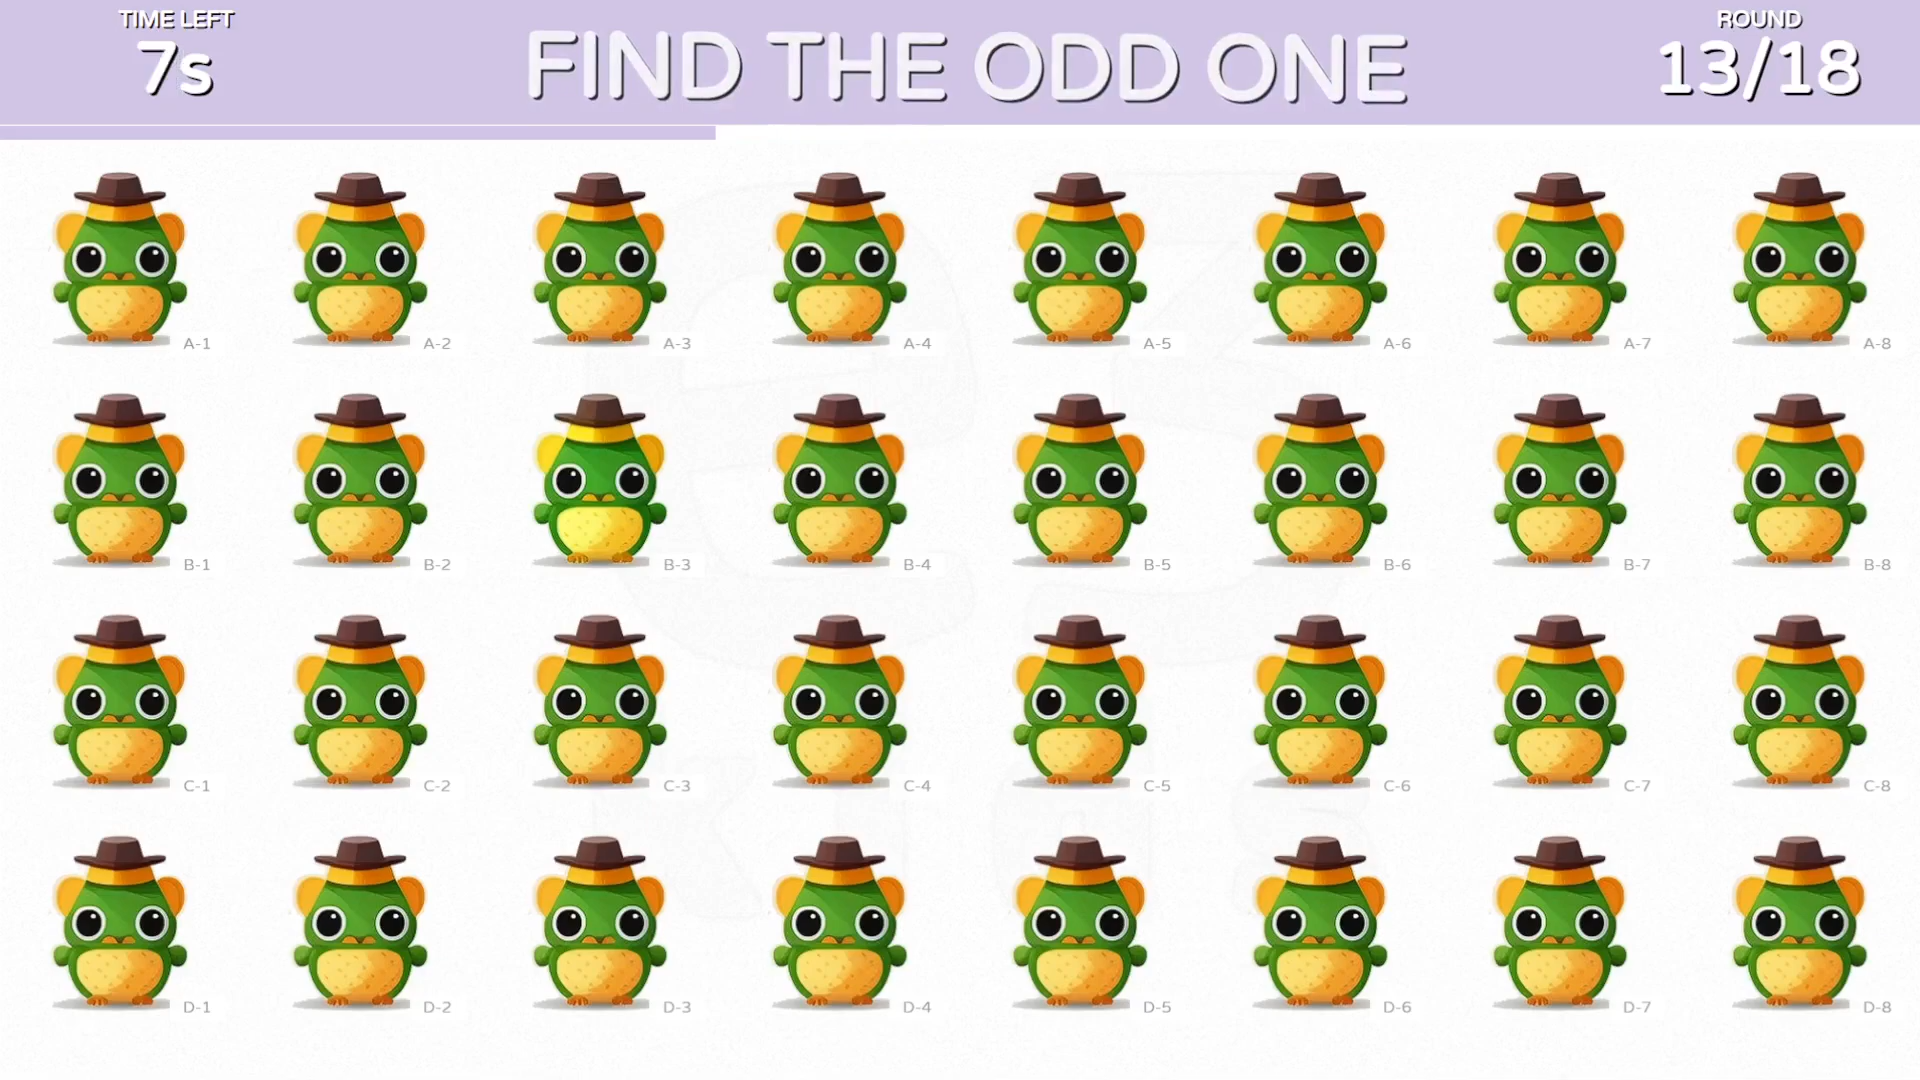 TIME LEFT
7s
FIND THE ODD ONE
ROUND
13/18
A-1 A-2 A-3 A-4 A-5 A-6 A-7 A-8
B-1 B-2 B-3 B-4 B-5 B-6 B-7 B-8
C-1 C-2 C-3 C-4 C-5 C-6 C-7 C-8
D-1 D-2 D-3 D-4 D-5 D-6 D-7 D-8